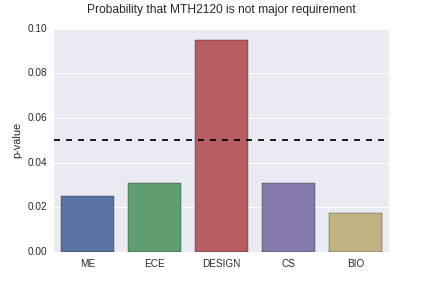 Probability that MTH2120 is not major requirement
0.10
0.08
0.06
0.04
0.02
0.00
p-value
ME ECE DESIGN CS BIO